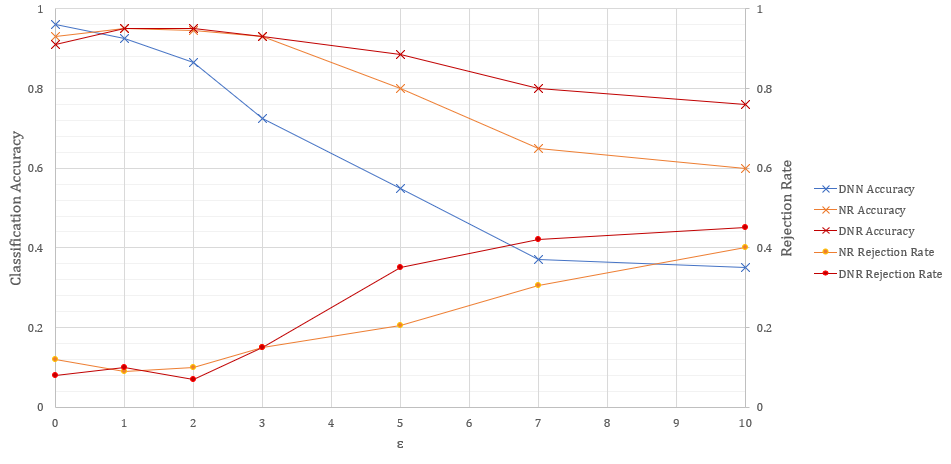 1
0.8
0.6
0.4
0.2
0
Classification Accuracy
0
1
2
3
4
5
6
7
8
9
10
ε
1
0.8
0.6
0.4
0.2
0
Rejection Rate
DNN Accuracy
NR Accuracy
DNR Accuracy
NR Rejection Rate
DNR Rejection Rate